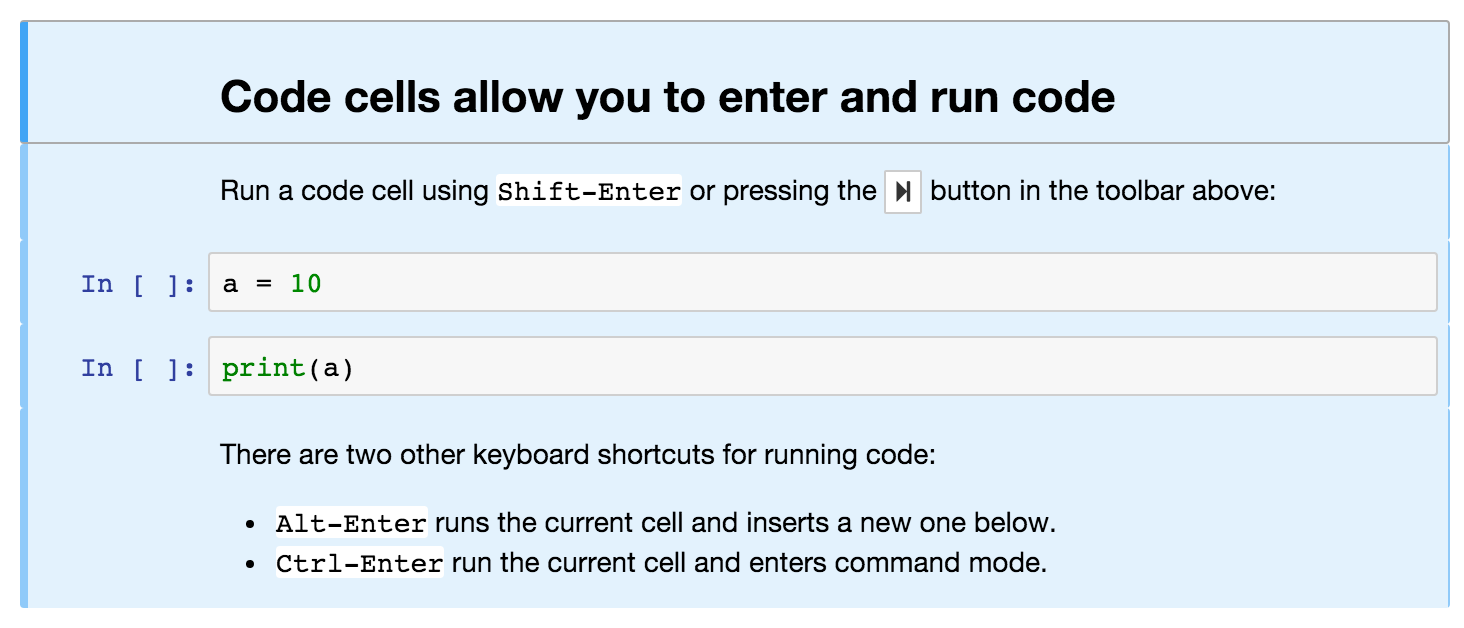 Code cells allow you to enter and run code
Run a code cell using Shift-Enter or pressing the button in the toolbar above:
In [ ]: a = 10
In [ ]: print(a)
There are two other keyboard shortcuts for running code:
• Alt-Enter runs the current cell and inserts a new one below.
• Ctrl-Enter run the current cell and enters command mode.